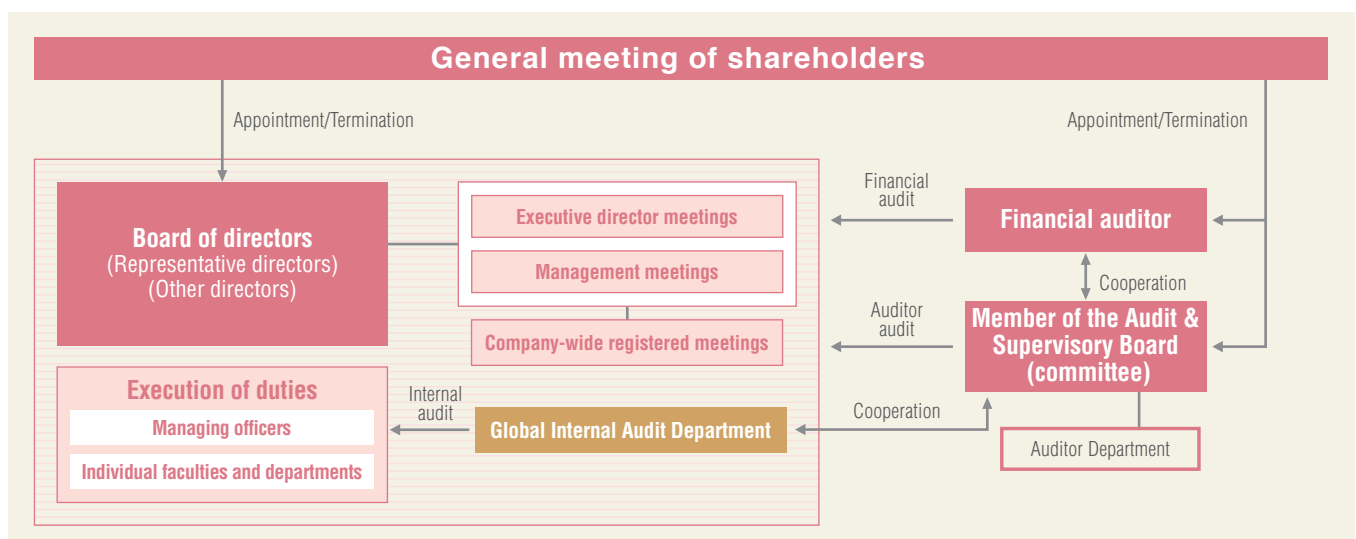 General meeting of shareholders
Appointment/Termination
Appointment/Termination
Board of directors
(Representative directors)
(Other directors)
Executive director meetings
Management meetings
Company-wide registered meetings
Financial
audit
Financial auditor
Cooperation
Auditor
audit
Member of the Audit &
Supervisory Board
(committee)
Execution of duties
Managing officers
Individual faculties and departments
Internal
audit
Global Internal Audit Department
Cooperation
Auditor Department